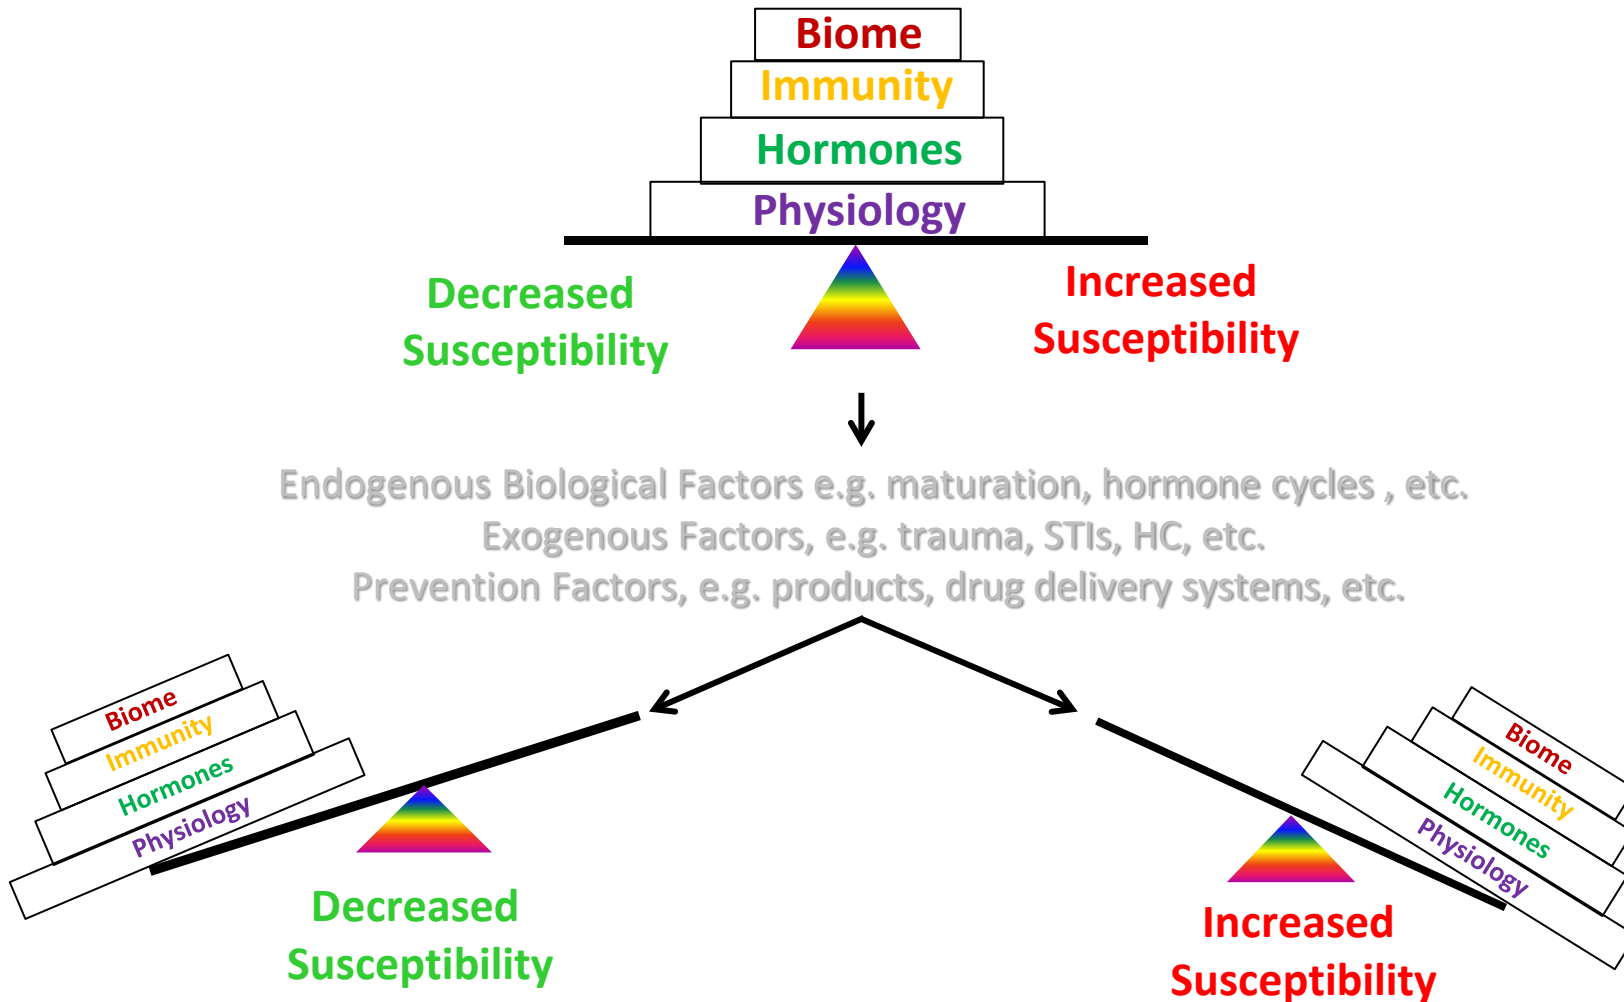 Biome
Immunity
Hormones
Physiology
Decreased
Susceptibility
Increased
Susceptibility
Endogenous Biological Factors e.g. maturation, hormone cycles , etc.
Exogenous Factors, e.g. trauma, STIs, HC, etc.
Prevention Factors, e.g. products, drug delivery systems, etc.
Biome
Immunity
Hormones
Physiology
Decreased
Susceptibility
Biome
Immunity
Hormones
Physiology
Increased
Susceptibility